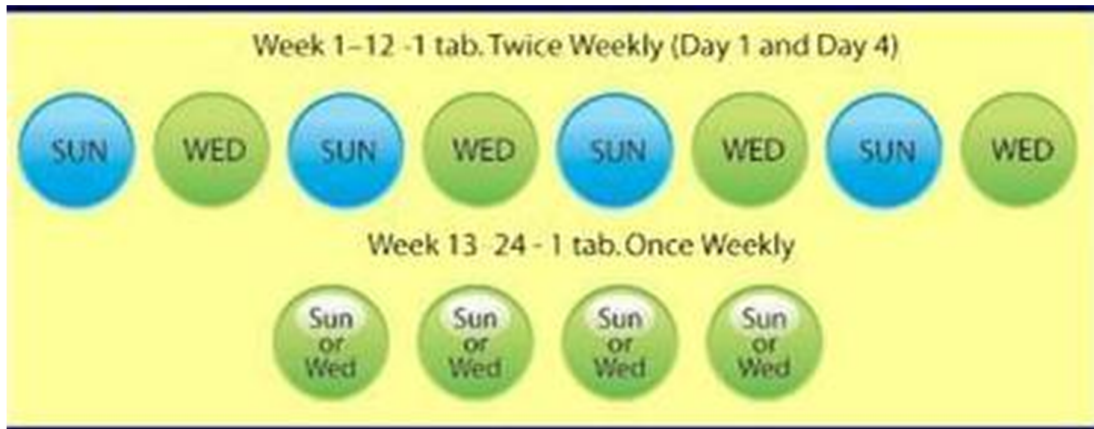 Week 1–12 -1 tab. Twice Weekly (Day 1 and Day 4)
SUN WED SUN WED SUN WED SUN WED
Week 13 24 - 1 tab. Once Weekly
Sun Sun Sun Sun
or or or or
Wed Wed Wed Wed